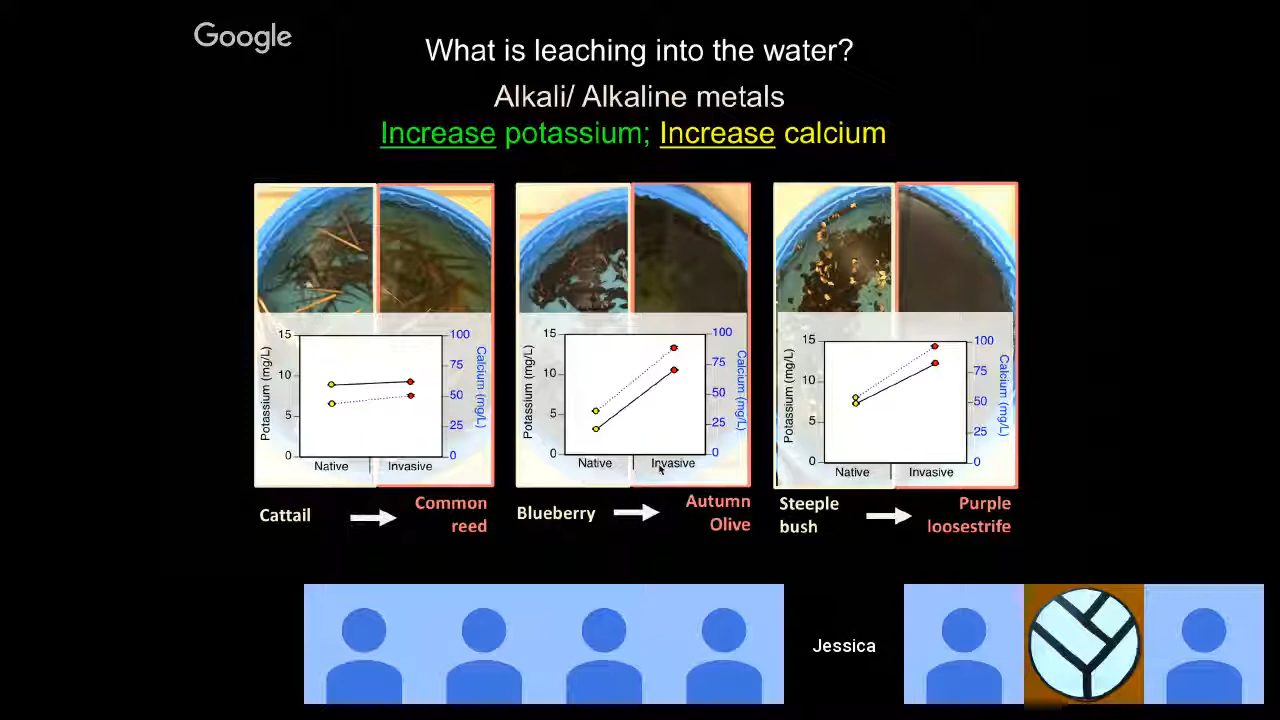 Google
What is leaching into the water?
Alkali/ Alkaline metals
Increase potassium; Increase calcium
15
10
5
0
Potassium (mg/L)
100
75
50
25
0
Calcium (mg/L)
Native
Invasive
15
10
5
0
Potassium (mg/L)
100
75
50
25
0
Calcium (mg/L)
Native
Invasive
15
10
5
0
Potassium (mg/L)
100
75
50
25
0
Calcium (mg/L)
Native
Invasive
Cattail
Common
reed
Blueberry
Autumn
Olive
Steeple
bush
Purple
loosestrife
Jessica